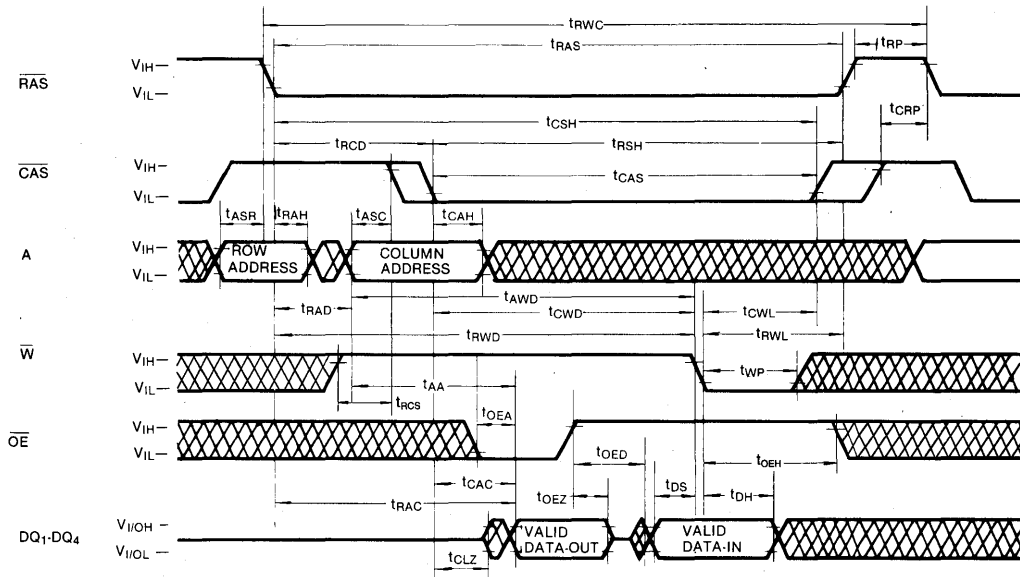 tRWC
tRAS
tRP
RAS
VIH
VIL
tCRP
tCSH
tRCD
tRSH
CAS
VIH
VIL
tCAS
tASR
tRAH
tASC
tCAH
A
VIH
VIL
ROW
ADDRESS
COLUMN
ADDRESS
tAWD
tRAD
tCWD
tCWL
tRWD
tRWL
W
VIH
VIL
tWP
tAA
tRCS
tOEA
OE
VIH
VIL
tOED
tOEH
tCAC
tOEZ
tDS
tDH
tRAC
DQ1-DQ4
VI/OH
VI/OL
VALID
DATA-OUT
VALID
DATA-IN
tCLZ